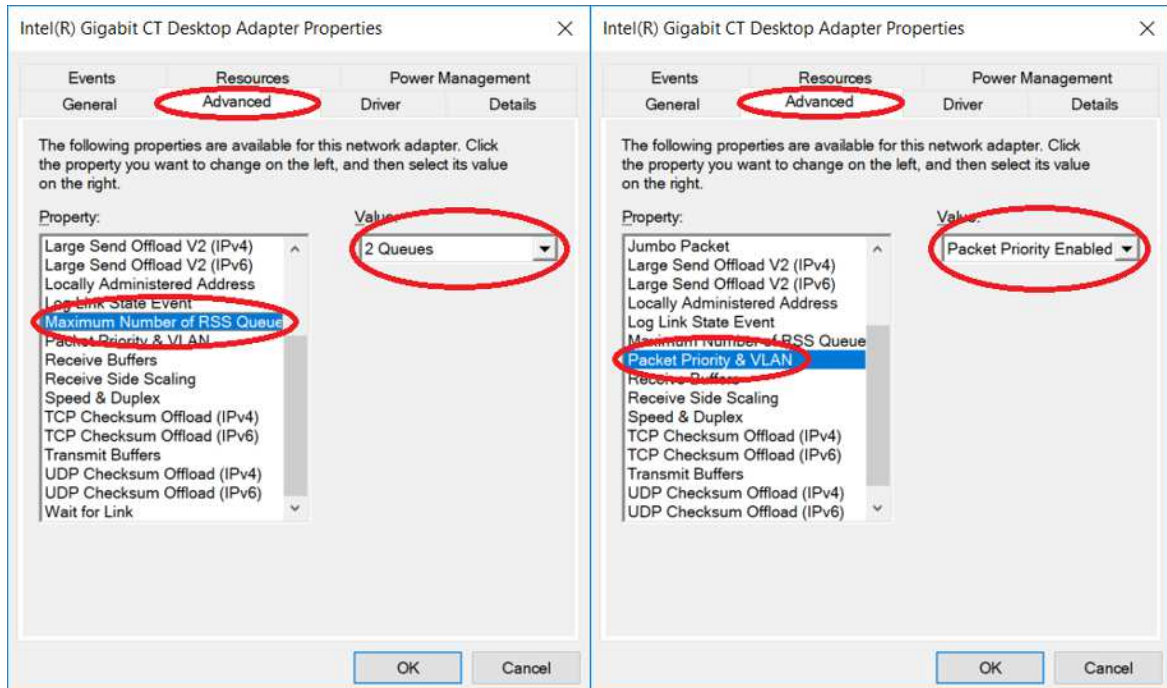 Intel(R) Gigabit CT Desktop Adapter Properties
Events Resources Power Management
General Advanced Driver Details
The following properties are available for this network adapter. Click
the property you want to change on the left, and then select its value
on the right.
Property: Value:
2 Queues
Large Send Offload V2 (IPv4)
Large Send Offload V2 (IPv6)
Locally Administered Address
Log Link State Event
Maximum Number of RSS Queue
Packet Priority & VLAN
Receive Buffers
Receive Side Scaling
Speed & Duplex
TCP Checksum Offload (IPv4)
TCP Checksum Offload (IPv6)
Transmit Buffers
UDP Checksum Offload (IPv4)
UDP Checksum Offload (IPv6)
Wait for Link
OK Cancel
Intel(R) Gigabit CT Desktop Adapter Properties
Events Resources Power Management
General Advanced Driver Details
The following properties are available for this network adapter. Click
the property you want to change on the left, and then select its value
on the right.
Property: Value:
Packet Priority Enabled
Jumbo Packet
Large Send Offload V2 (IPv4)
Large Send Offload V2 (IPv6)
Locally Administered Address
Log Link State Event
Maximum Number of RSS Queue
Packet Priority & VLAN
Receive Buffers
Receive Side Scaling
Speed & Duplex
TCP Checksum Offload (IPv4)
TCP Checksum Offload (IPv6)
Transmit Buffers
UDP Checksum Offload (IPv4)
UDP Checksum Offload (IPv6)
OK Cancel